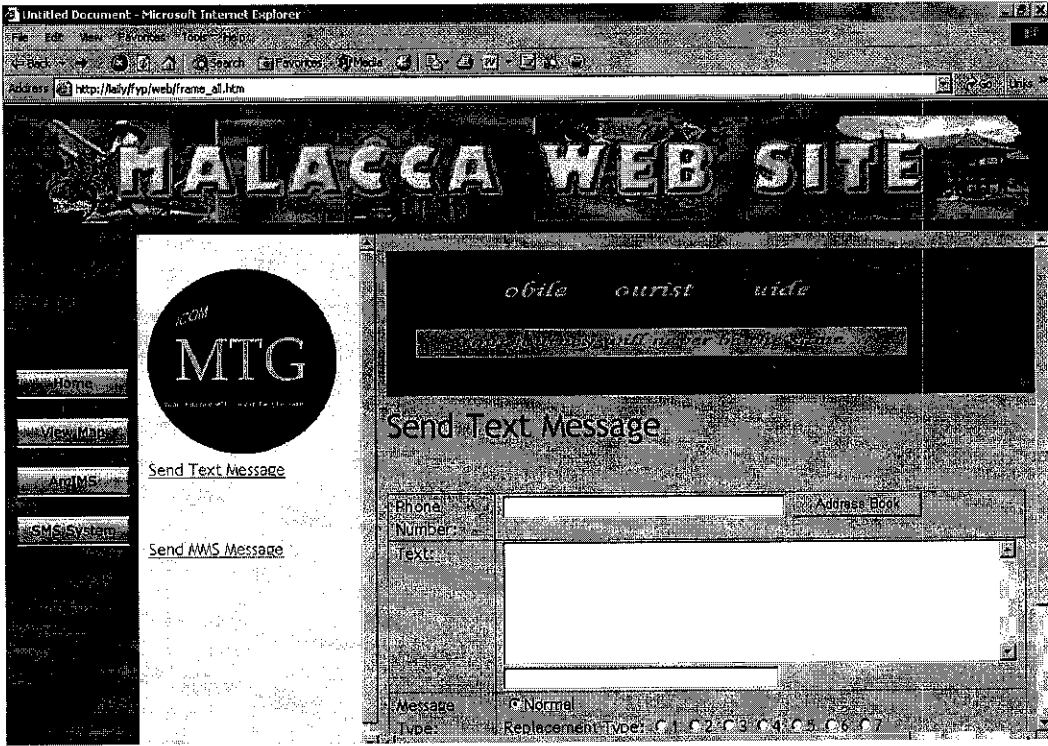 Untitled Document - Microsoft Internet Explorer
File Edit View Favorites Tools Help
Back Search Favorites Media
Address http://laily/fyp/web/frame_all.htm Go Links
MALACCA WEB SITE
obile ourist uide
iCOM
MTG
Home
View Map
ArcIMS
SMS System
Send Text Message
Send MMS Message
Send Text Message
Phone Number:
Address Book
Text:
Message Type:
Normal
Replacement Type: 1 2 3 4 5 6 7